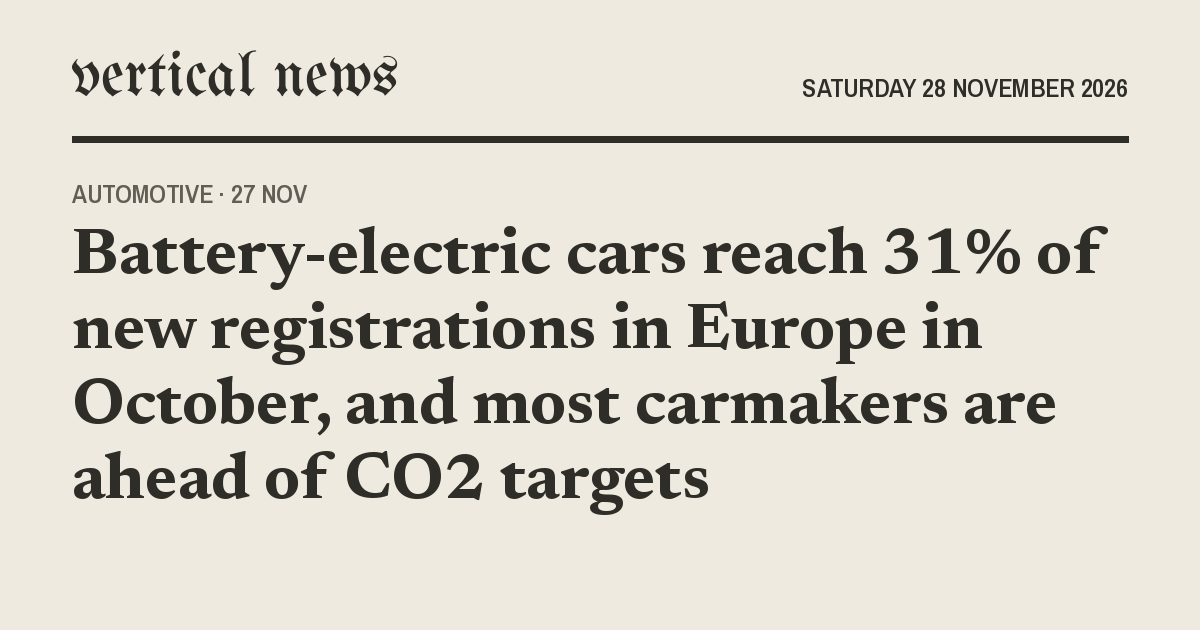 vertical news
SATURDAY 28 NOVEMBER 2026
AUTOMOTIVE · 27 NOV
Battery-electric cars reach 31% of
new registrations in Europe in
October, and most carmakers are
ahead of CO2 targets